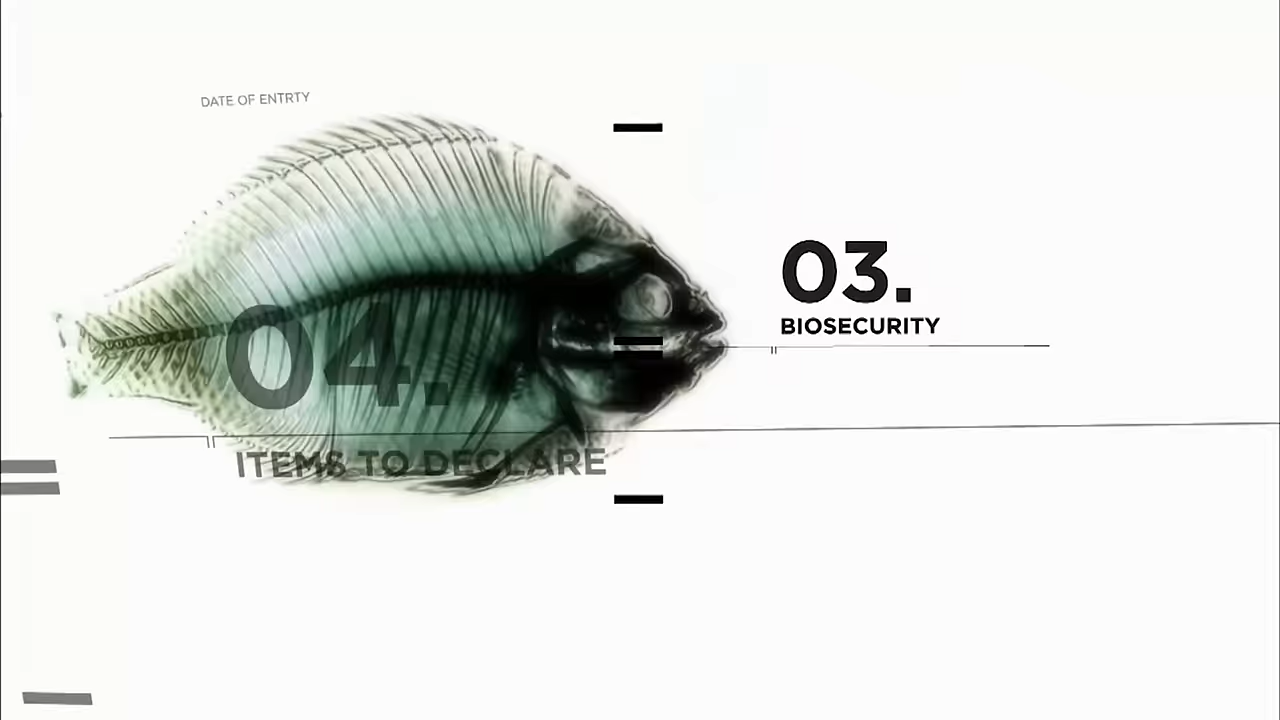 DATE OF ENTRTY
03.
BIOSECURITY
04.
ITEMS TO DECLARE